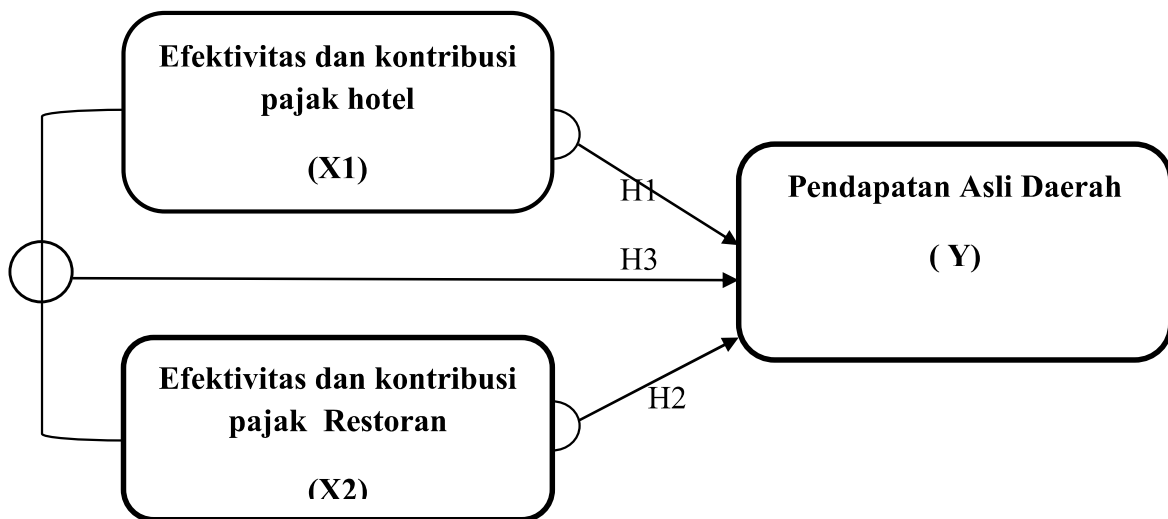 Efektivitas dan kontribusi
pajak hotel
(X1)
H1
Pendapatan Asli Daerah
( Y)
H3
Efektivitas dan kontribusi
pajak Restoran
(X2)
H2